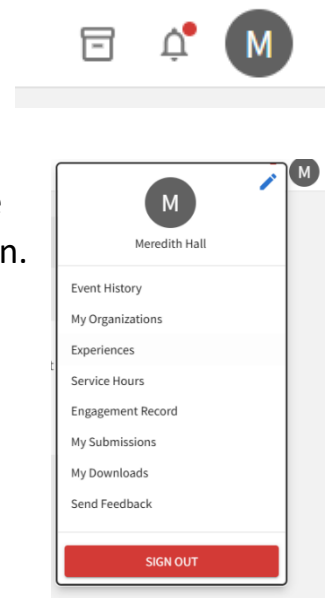 M
M
M
Meredith Hall
n.
Event History
My Organizations
Experiences
Service Hours
Engagement Record
My Submissions
My Downloads
Send Feedback
SIGN OUT